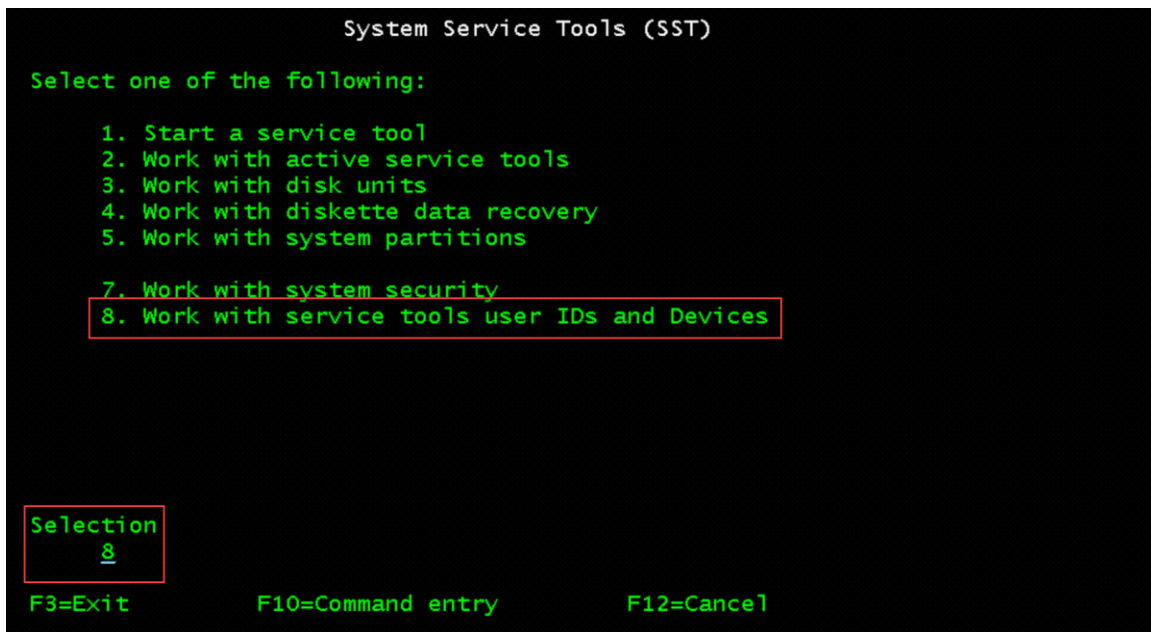 System Service Tools (SST)
Select one of the following:
1. Start a service tool
2. Work with active service tools
3. Work with disk units
4. Work with diskette data recovery
5. Work with system partitions
7. Work with system security
8. Work with service tools user IDs and Devices
Selection
8
F3=Exit F10=Command entry F12=Cancel